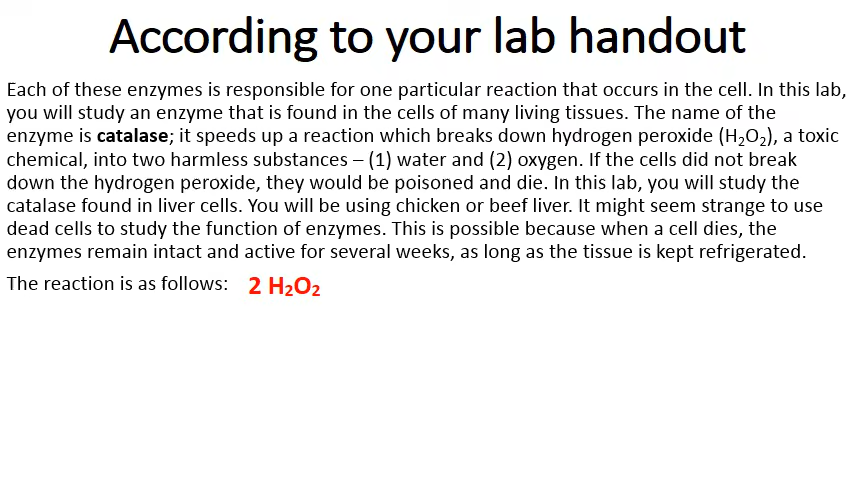 According to your lab handout
Each of these enzymes is responsible for one particular reaction that occurs in the cell. In this lab,
you will study an enzyme that is found in the cells of many living tissues. The name of the
enzyme is catalase; it speeds up a reaction which breaks down hydrogen peroxide (H₂O₂), a toxic
chemical, into two harmless substances – (1) water and (2) oxygen. If the cells did not break
down the hydrogen peroxide, they would be poisoned and die. In this lab, you will study the
catalase found in liver cells. You will be using chicken or beef liver. It might seem strange to use
dead cells to study the function of enzymes. This is possible because when a cell dies, the
enzymes remain intact and active for several weeks, as long as the tissue is kept refrigerated.
The reaction is as follows: 2 H₂O₂